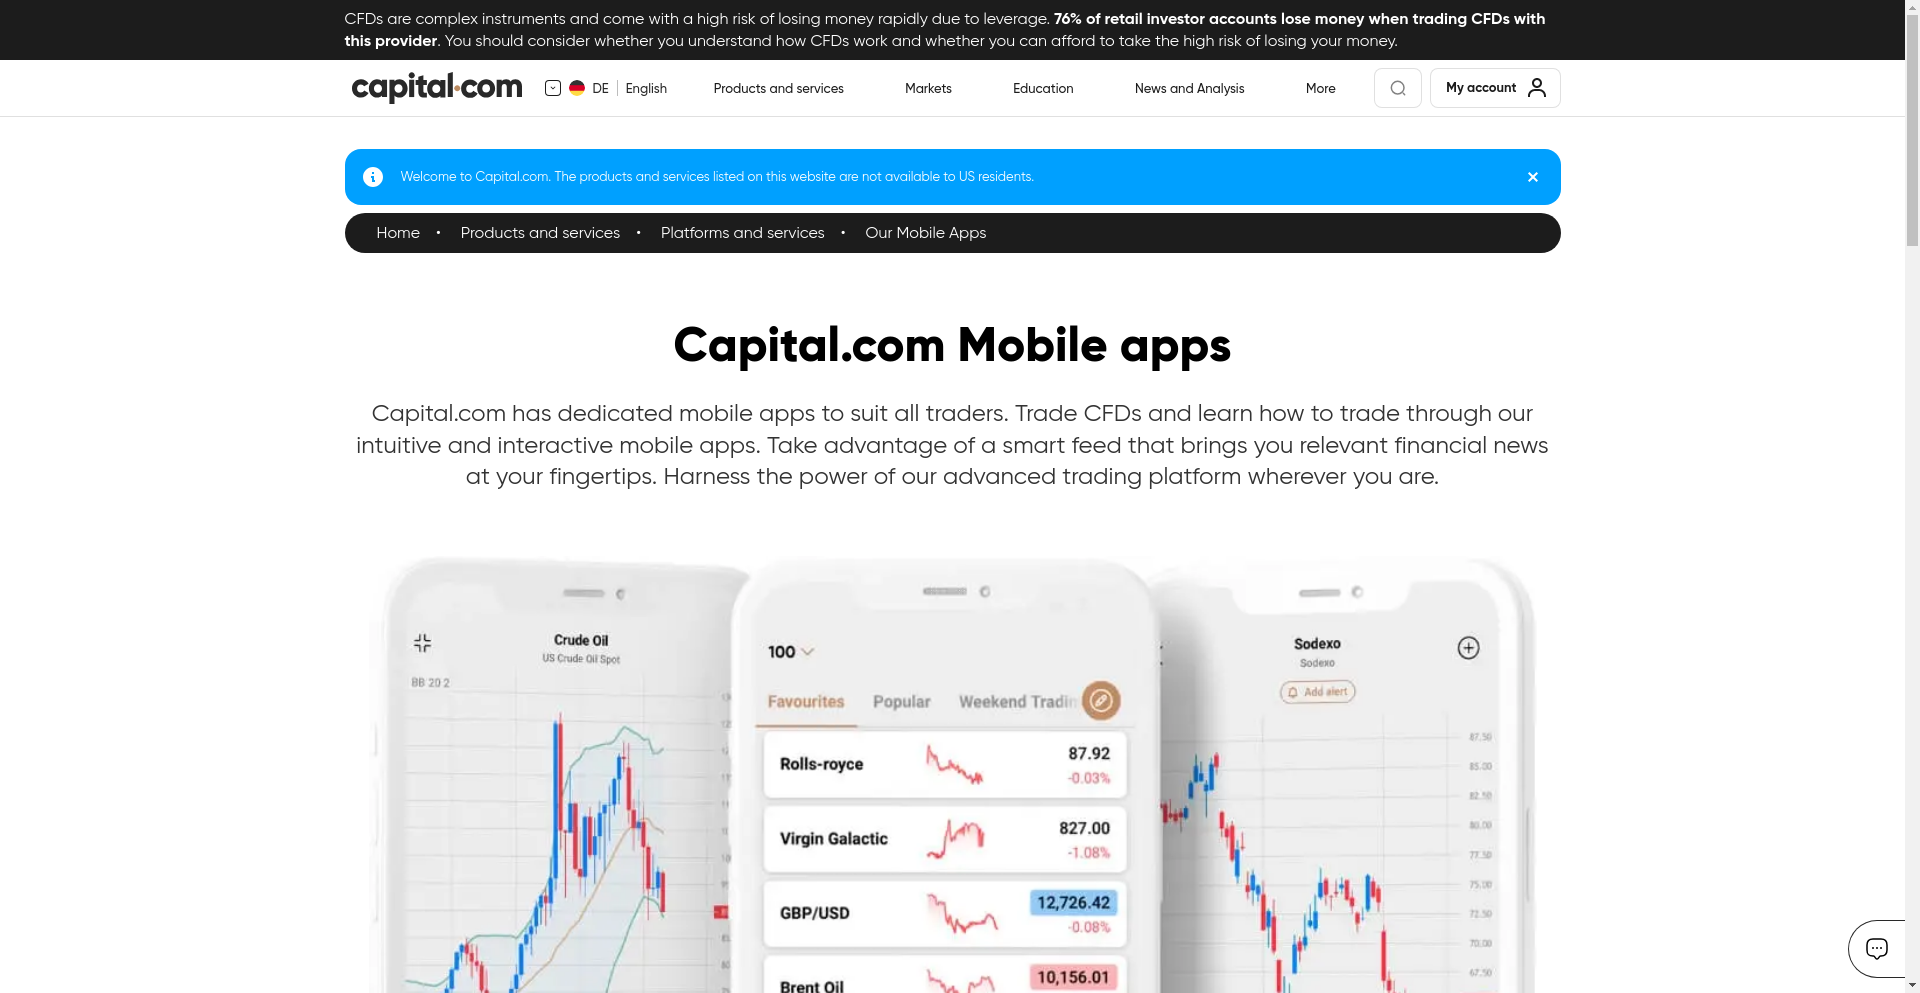 CFDs are complex instruments and come with a high risk of losing money rapidly due to leverage. 76% of retail investor accounts lose money when trading CFDs with
this provider. You should consider whether you understand how CFDs work and whether you can afford to take the high risk of losing your money.
capital.com DE English Products and services Markets Education News and Analysis More My account
Welcome to Capital.com. The products and services listed on this website are not available to US residents.
Home • Products and services • Platforms and services • Our Mobile Apps
Capital.com Mobile apps
Capital.com has dedicated mobile apps to suit all traders. Trade CFDs and learn how to trade through our
intuitive and interactive mobile apps. Take advantage of a smart feed that brings you relevant financial news
at your fingertips. Harness the power of our advanced trading platform wherever you are.
Crude Oil
US Crude Oil Spot
BB 20 2
100
Favourites Popular Weekend Tradin
Rolls-royce 87.92
-0.03%
Virgin Galactic 827.00
-1.08%
GBP/USD 12,726.42
-0.08%
Brent Oil 10,156.01
Sodexo
Sodexo
Add alert
87.50
85.00
82.50
80.00
77.50
75.00
72.50
70.00
67.50